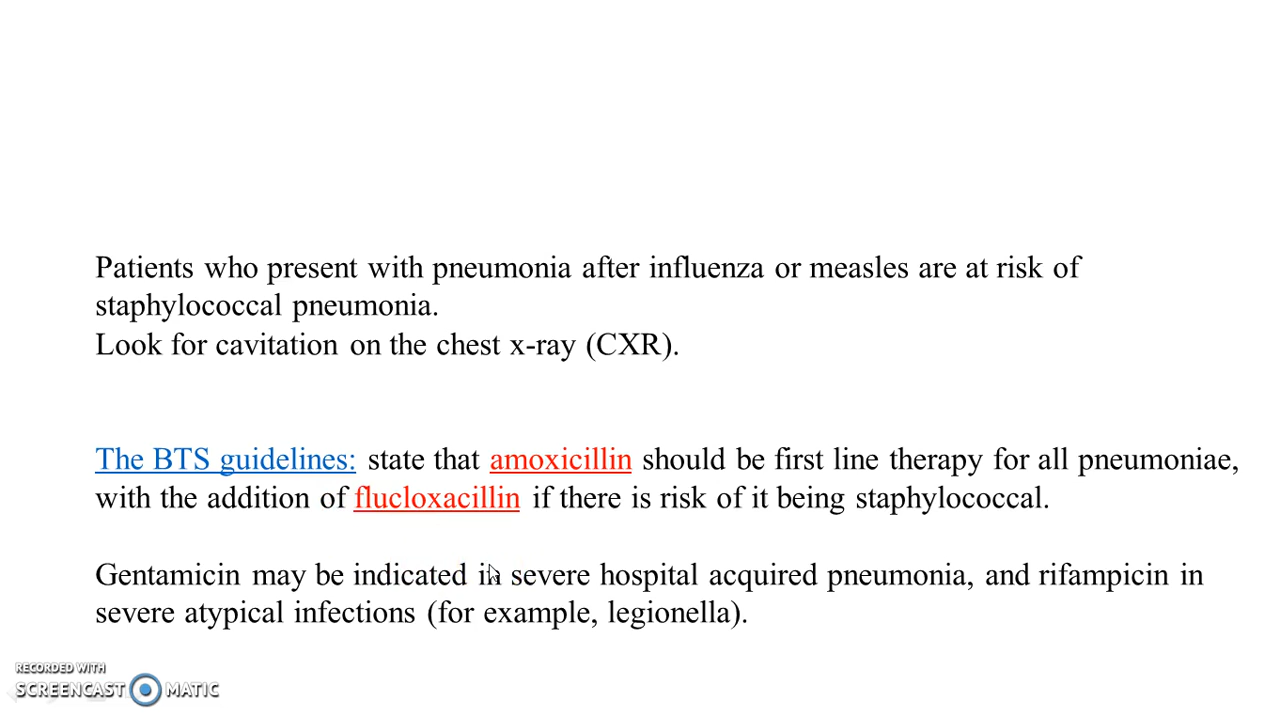 Patients who present with pneumonia after influenza or measles are at risk of
staphylococcal pneumonia.
Look for cavitation on the chest x-ray (CXR).
The BTS guidelines: state that amoxicillin should be first line therapy for all pneumoniae,
with the addition of flucloxacillin if there is risk of it being staphylococcal.
Gentamicin may be indicated in severe hospital acquired pneumonia, and rifampicin in
severe atypical infections (for example, legionella).
RECORDED WITH
SCREENCAST MATIC